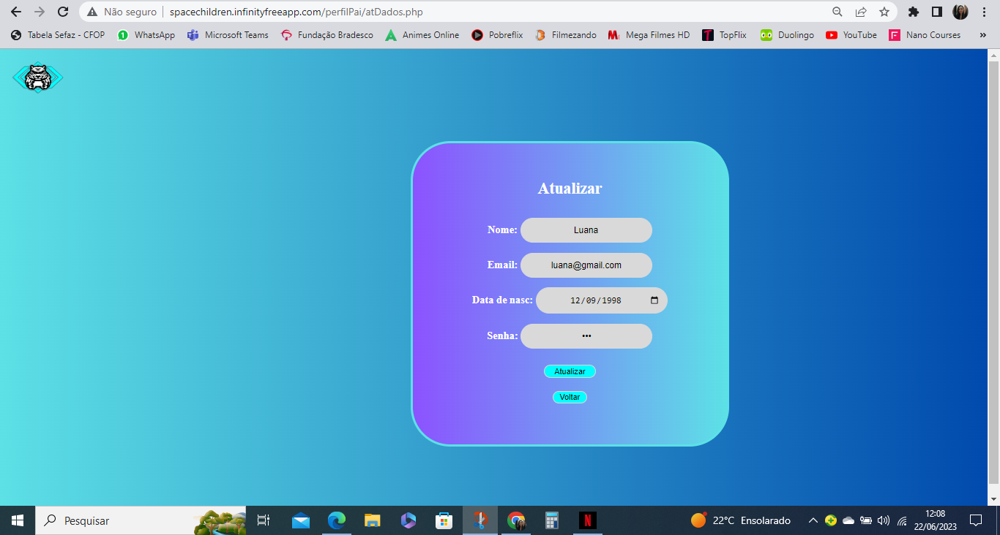 Não seguro spacechildren.infinityfreeapp.com/perfilPai/atDados.php
Tabela Sefaz - CFOP WhatsApp Microsoft Teams Fundação Bradesco Animes Online Pobreflix Filmezando Mega Filmes HD TopFlix Duolingo YouTube Nano Courses »
Atualizar
Nome: Luana
Email: luana@gmail.com
Data de nasc: 12/09/1998
Senha: •••
Atualizar
Voltar
Pesquisar 22°C Ensolarado 12:08
22/06/2023